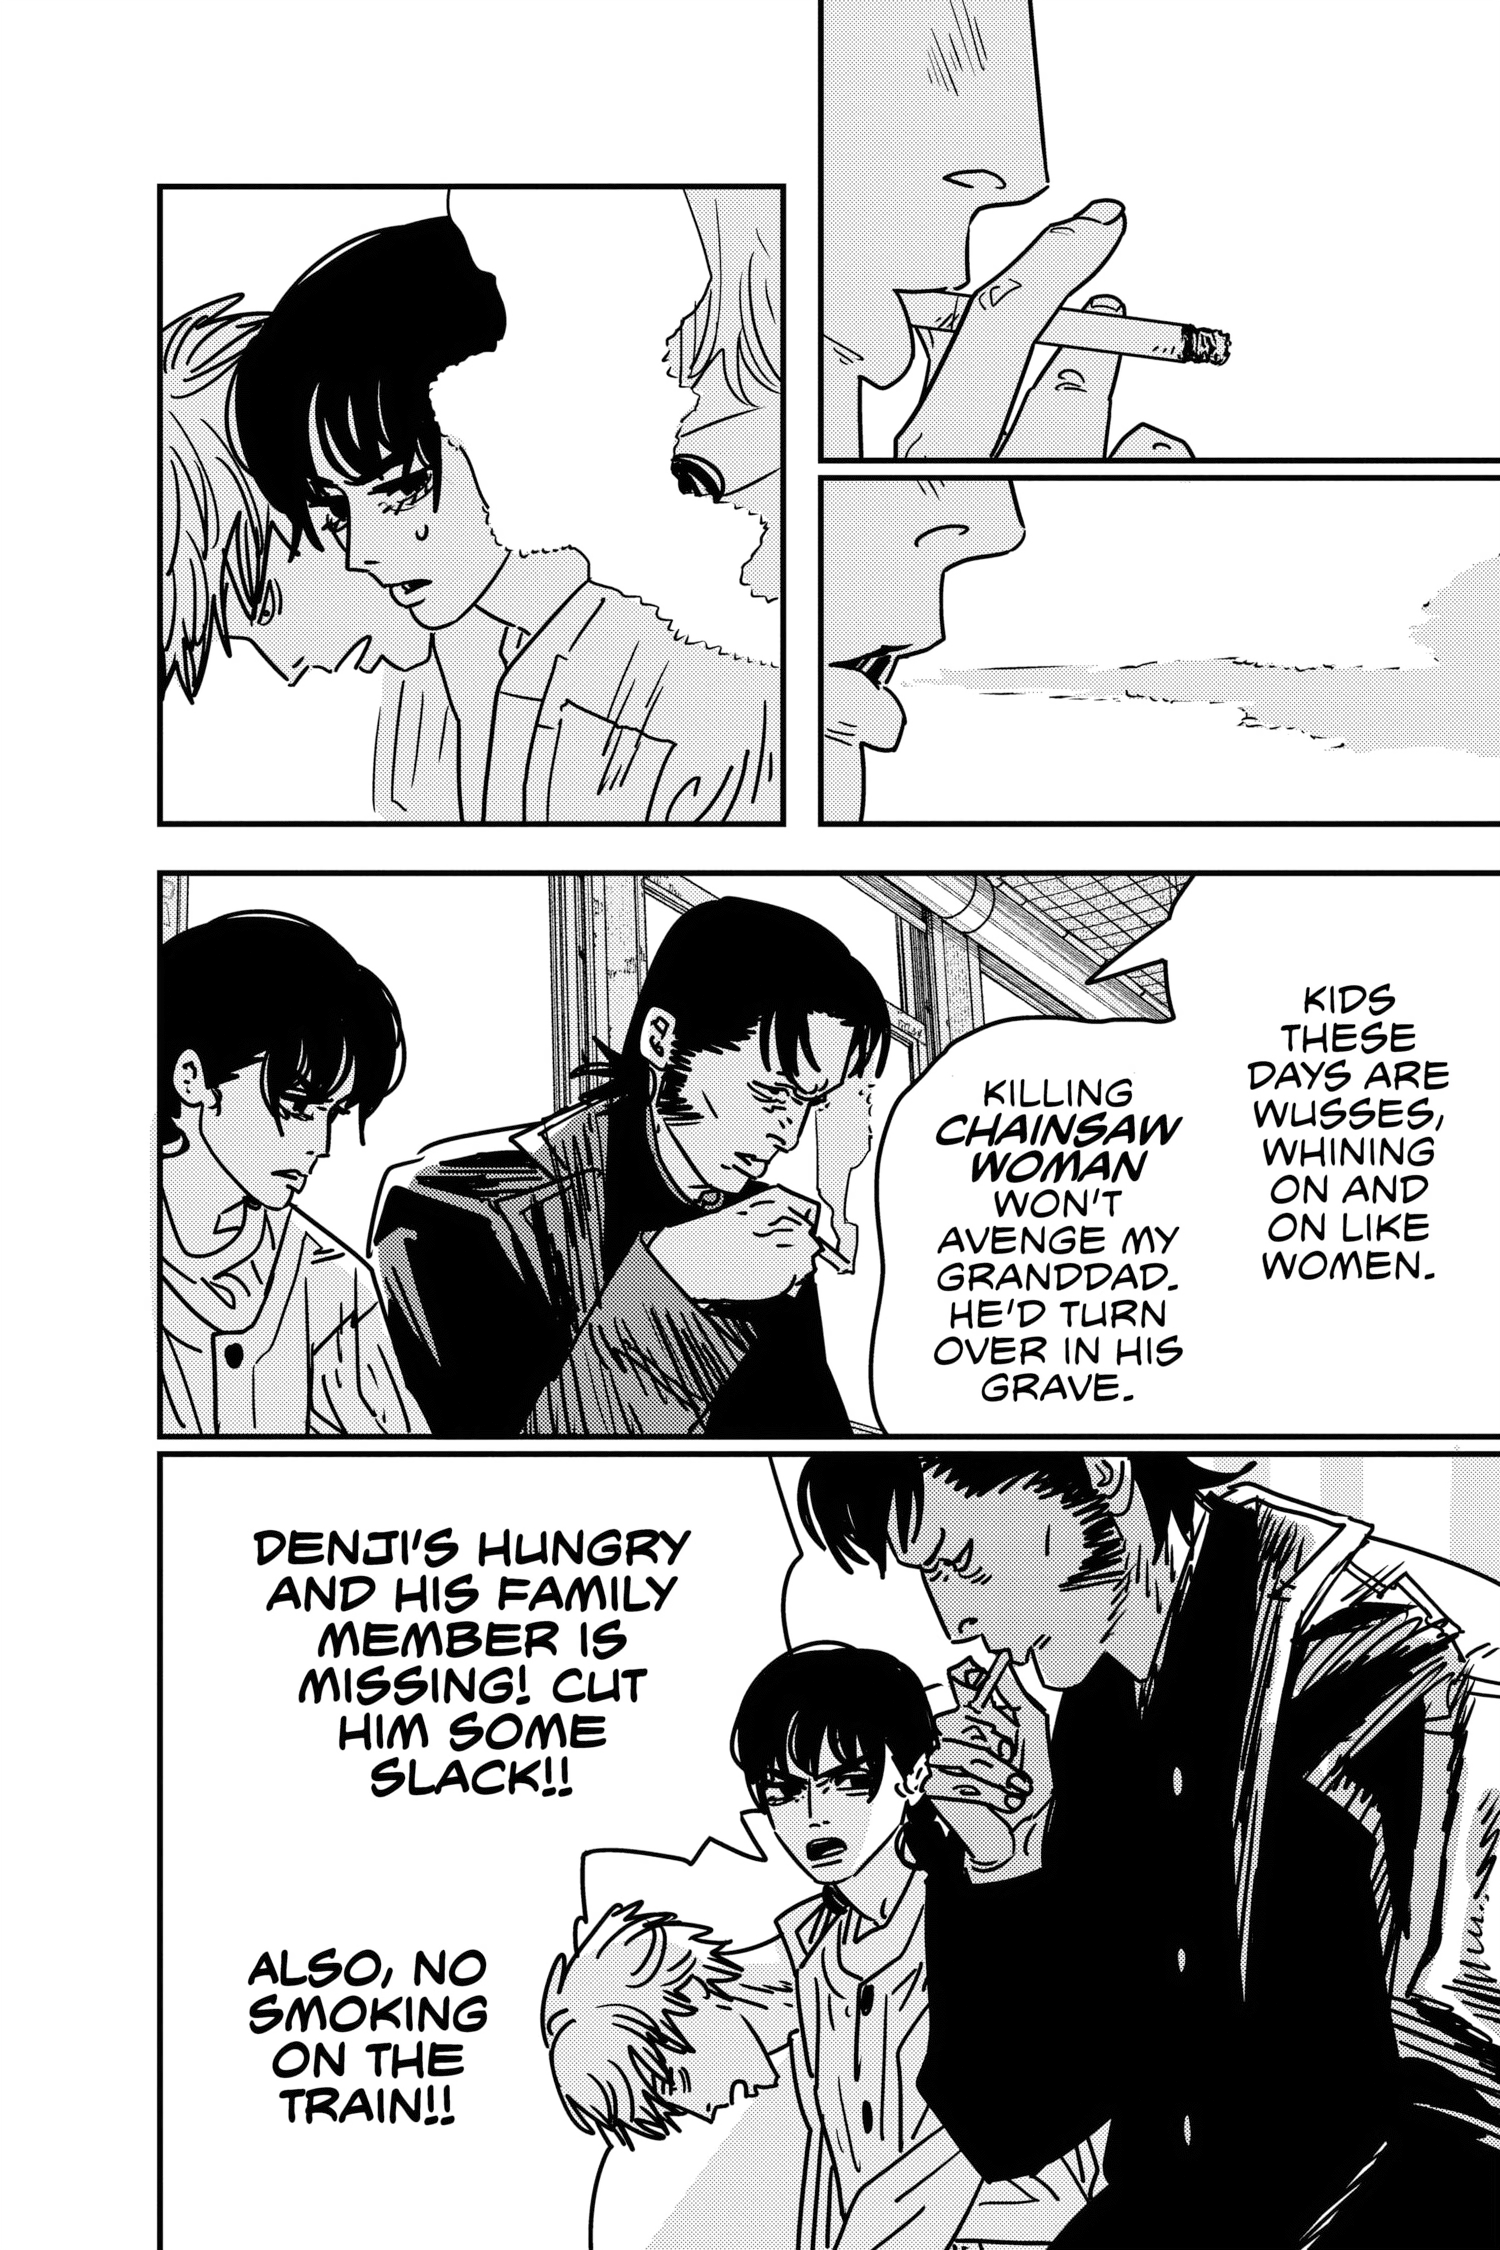 KIDS
THESE
DAYS ARE
WUSSES,
WHINING
ON AND
ON LIKE
WOMEN.
KILLING
CHAINSAW
WOMAN
WON'T
AVENGE MY
GRANDDAD.
HE'D TURN
OVER IN HIS
GRAVE.
DENJI'S HUNGRY
AND HIS FAMILY
MEMBER IS
MISSING! CUT
HIM SOME
SLACK!!
ALSO, NO
SMOKING
ON THE
TRAIN!!